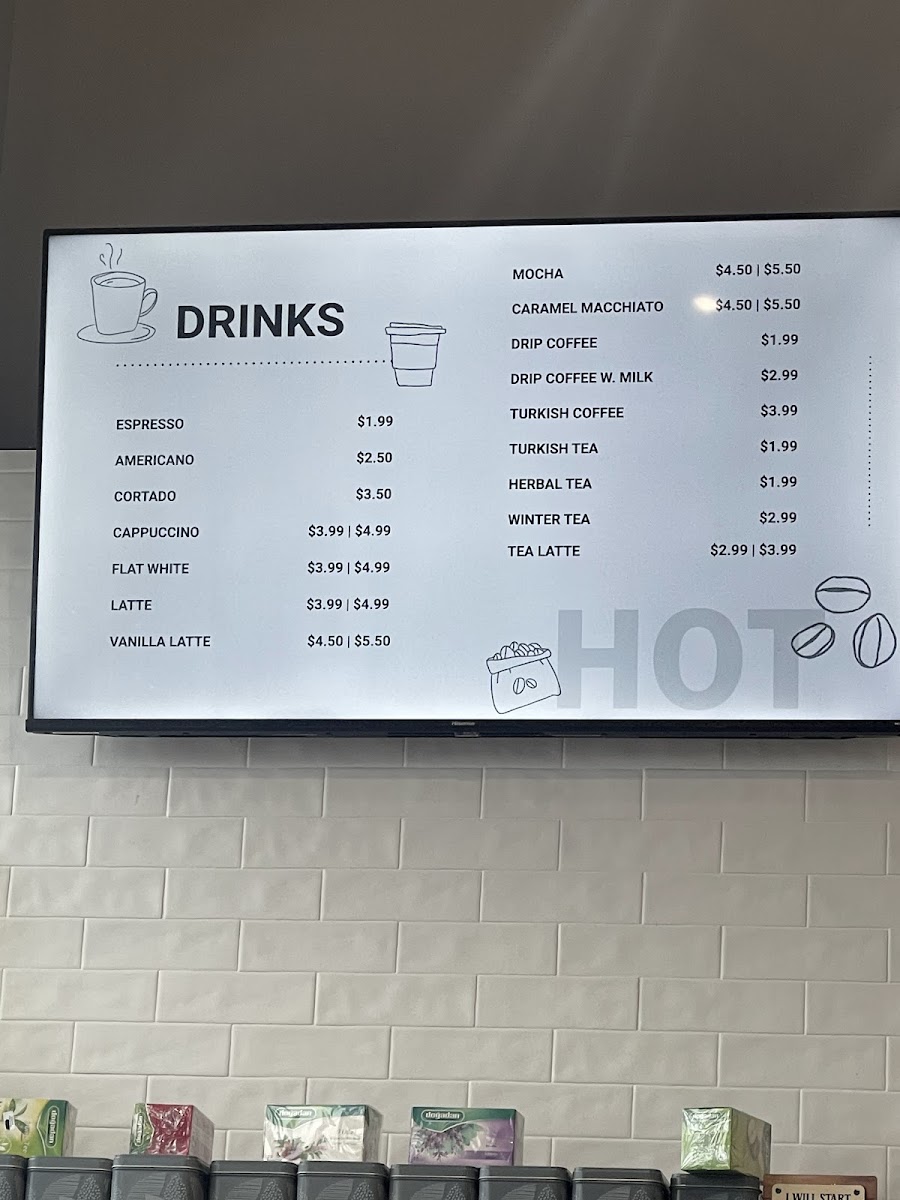 DRINKS
ESPRESSO $1.99
AMERICANO $2.50
CORTADO $3.50
CAPPUCCINO $3.99 | $4.99
FLAT WHITE $3.99 | $4.99
LATTE $3.99 | $4.99
VANILLA LATTE $4.50 | $5.50
MOCHA $4.50 | $5.50
CARAMEL MACCHIATO $4.50 | $5.50
DRIP COFFEE $1.99
DRIP COFFEE W. MILK $2.99
TURKISH COFFEE $3.99
TURKISH TEA $1.99
HERBAL TEA $1.99
WINTER TEA $2.99
TEA LATTE $2.99 | $3.99
HOT
doğadan
doğadan
doğadan
doğadan
I WILL START